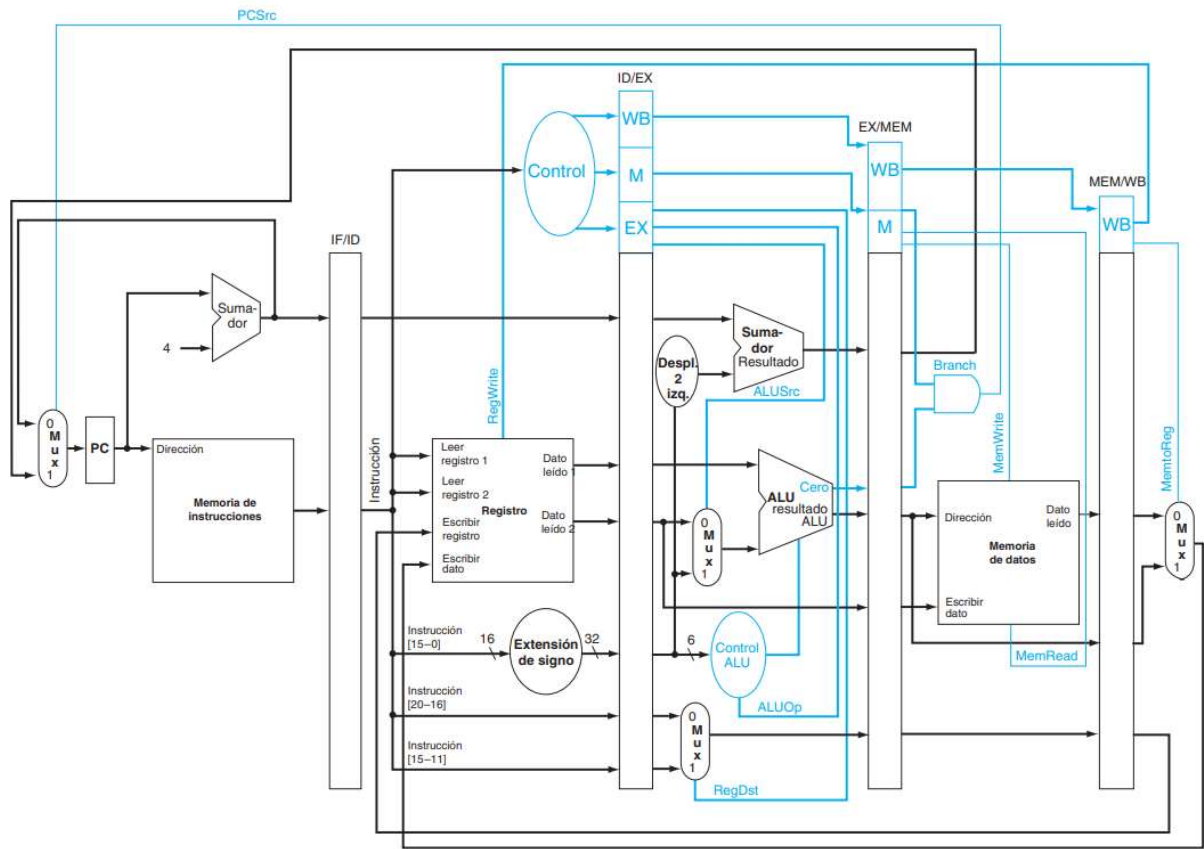 PCSrc
ID/EX
WB
EX/MEM
Control
M
WB
MEM/WB
EX
M
WB
IF/ID
Suma-
dor
4
Suma-
dor
Resultado
Despl.
2
izq.
Branch
RegWrite
ALUSrc
MemWrite
MemtoReg
0
M
u
x
1
PC
Dirección
Memoria de
instrucciones
Instrucción
Leer
registro 1
Leer
registro 2
Escribir
registro
Escribir
dato
Registro
Dato
leído 1
Dato
leído 2
0
M
u
x
1
Cero
ALU
resultado
ALU
Dirección
Dato
leído
Memoria
de datos
Escribir
dato
0
M
u
x
1
Instrucción
[15–0]
16
Extensión
de signo
32
6
Control
ALU
MemRead
Instrucción
[20–16]
ALUOp
0
M
u
x
1
Instrucción
[15–11]
RegDst